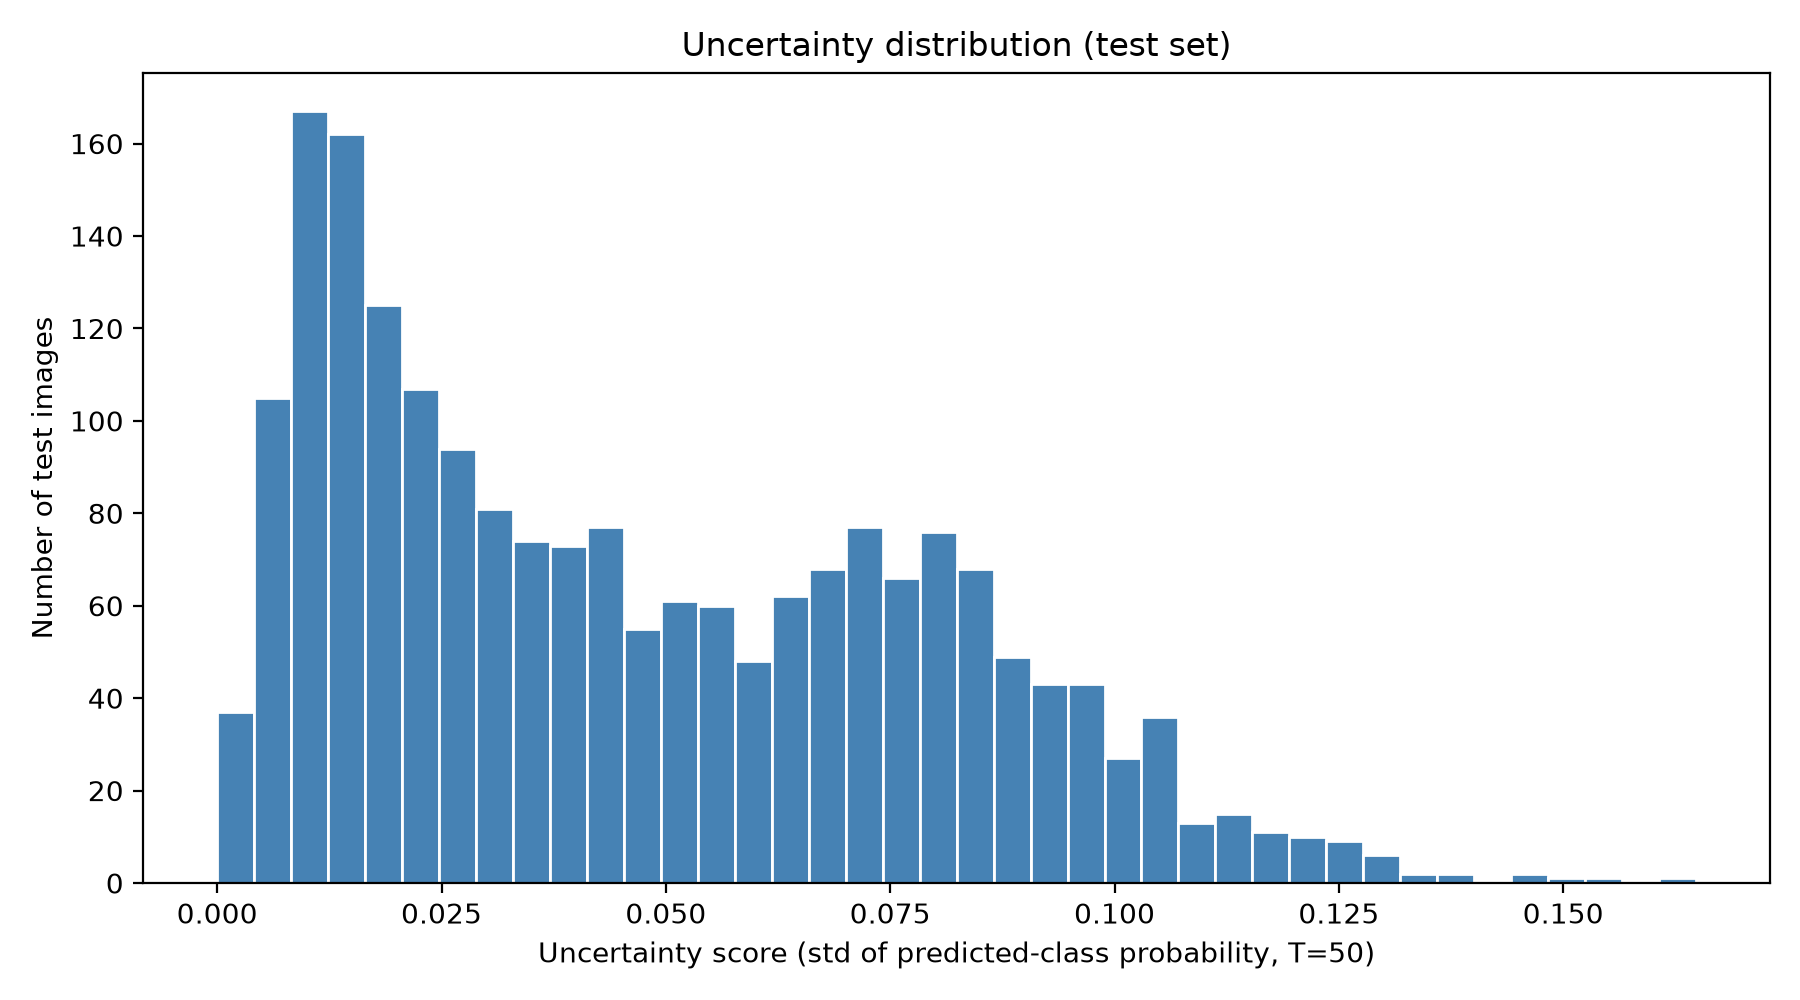 Uncertainty distribution (test set)
Number of test images
160
140
120
100
80
60
40
20
0
0.000 0.025 0.050 0.075 0.100 0.125 0.150
Uncertainty score (std of predicted-class probability, T=50)